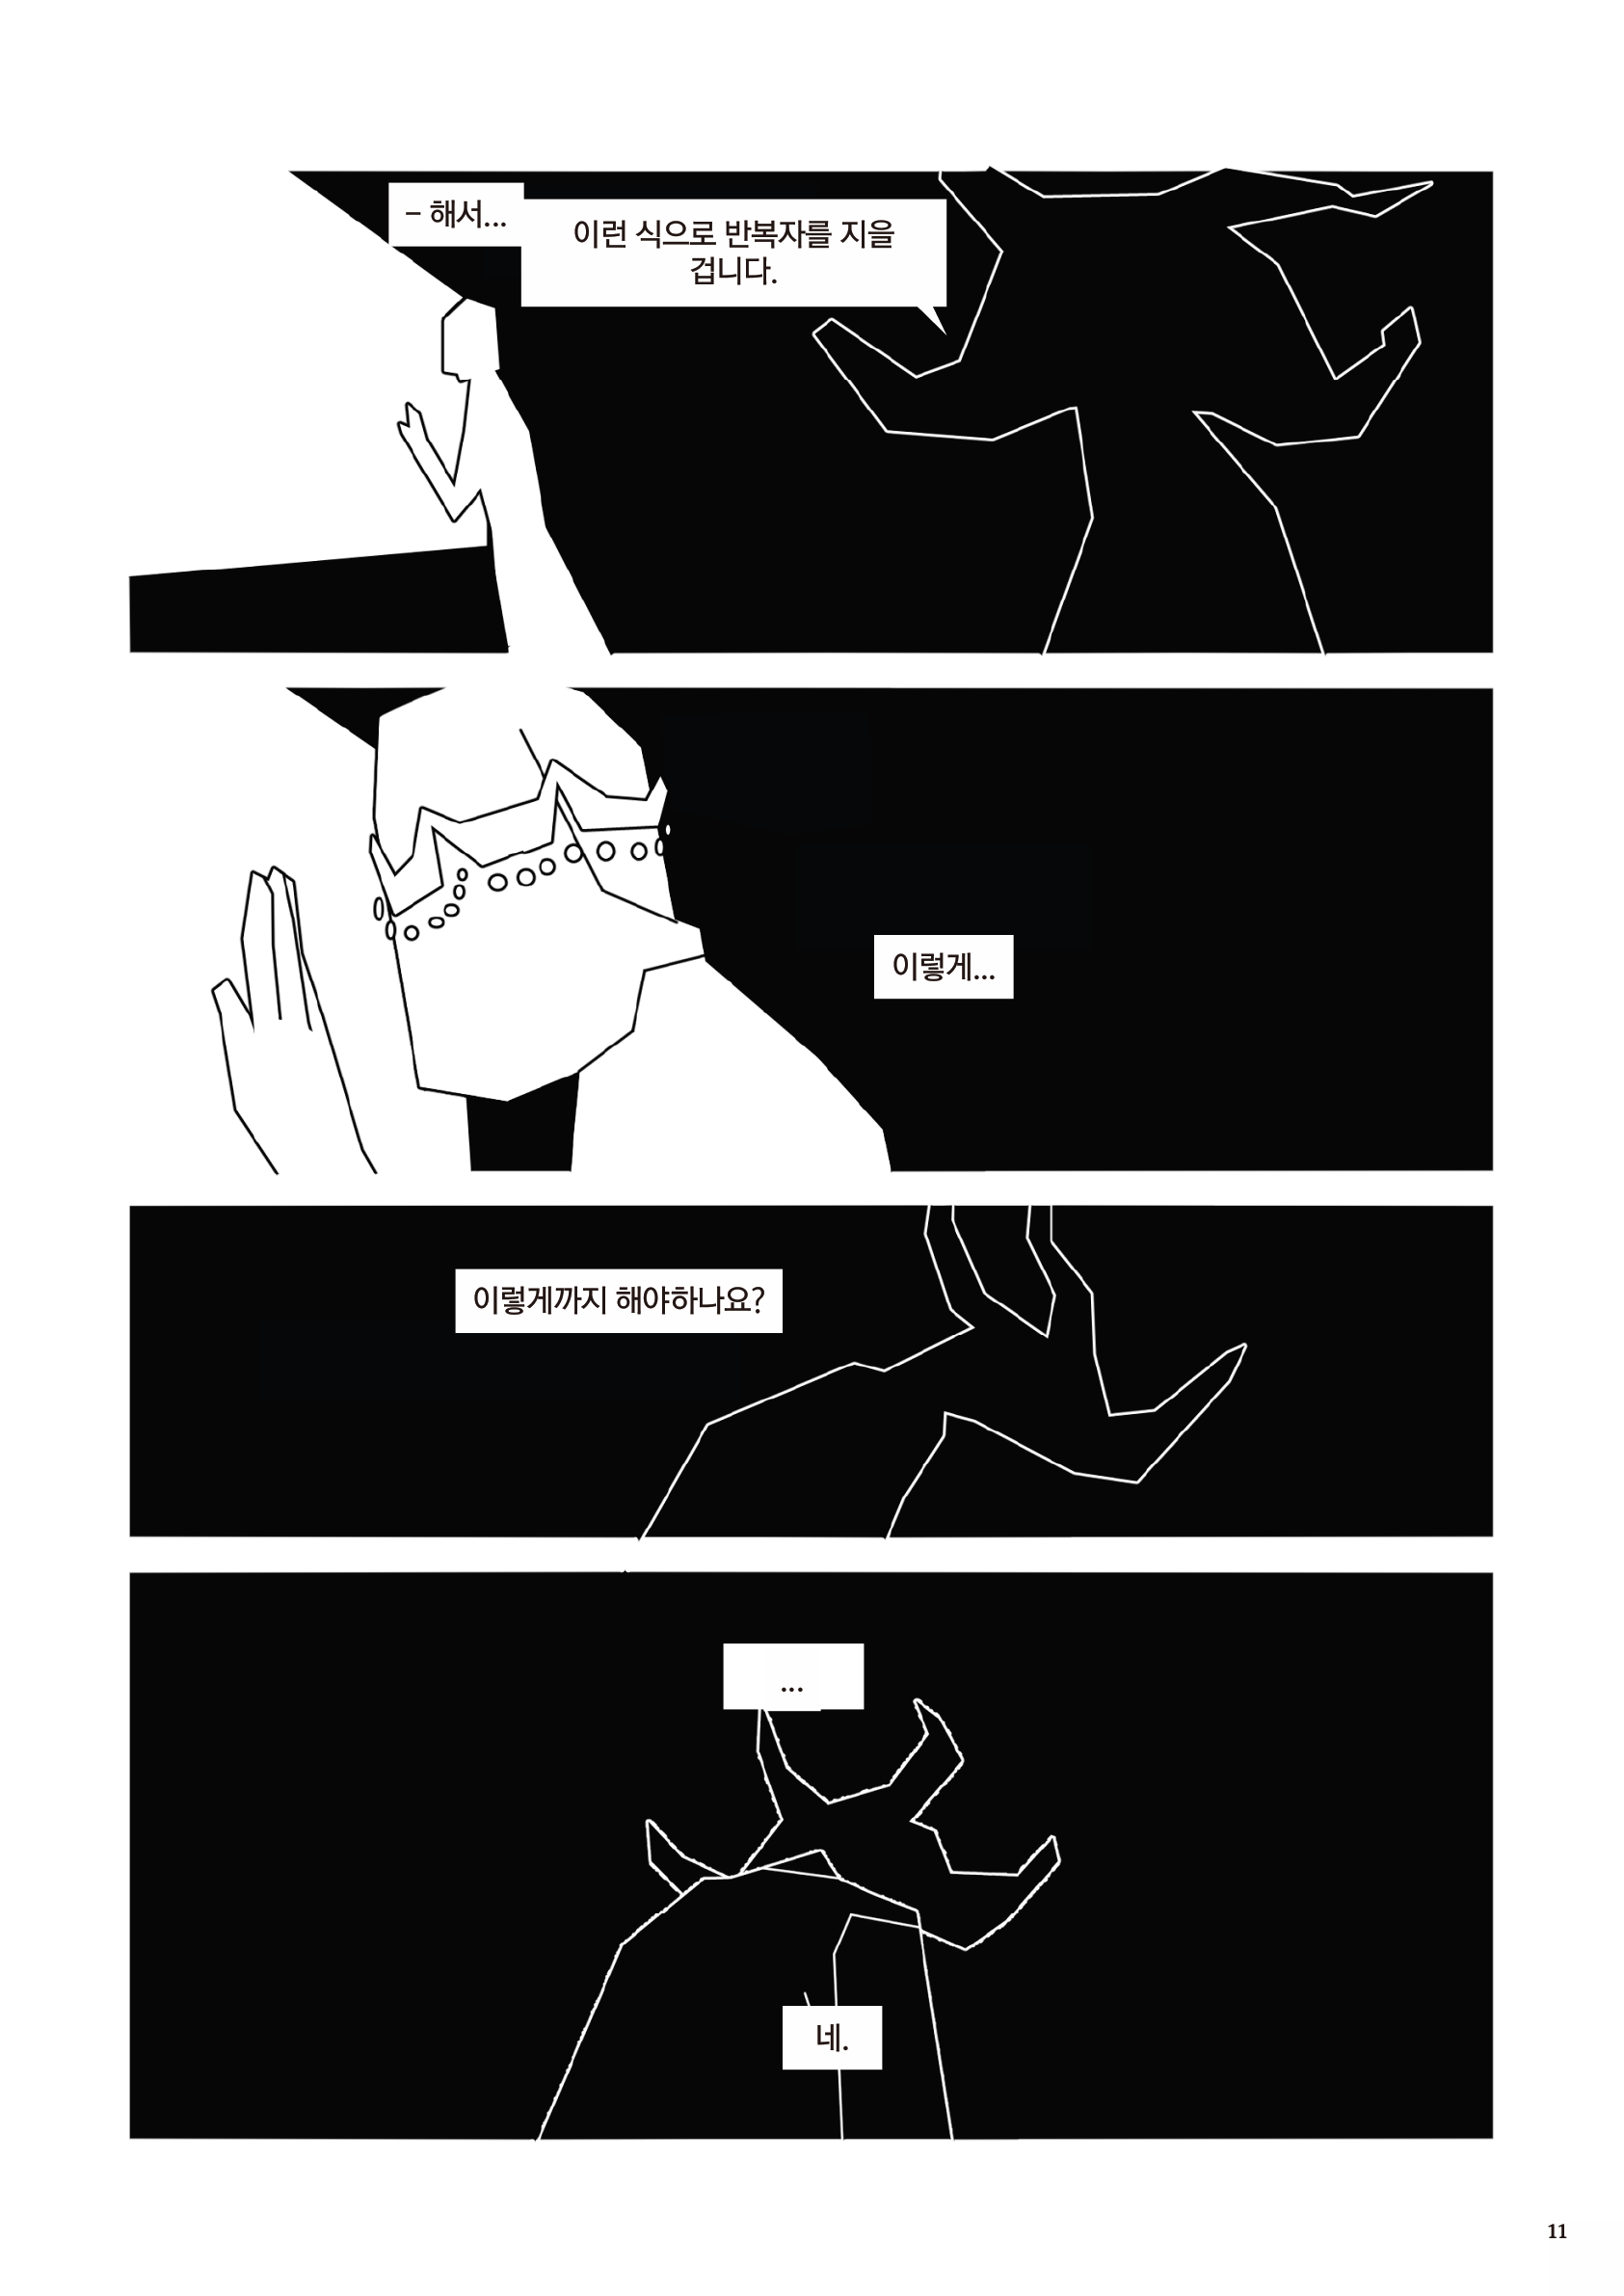 – 해서...
이런 식으로 반복자를 지을
겁니다.
이렇게...
이렇게까지 해야하나요?
...
네.
11